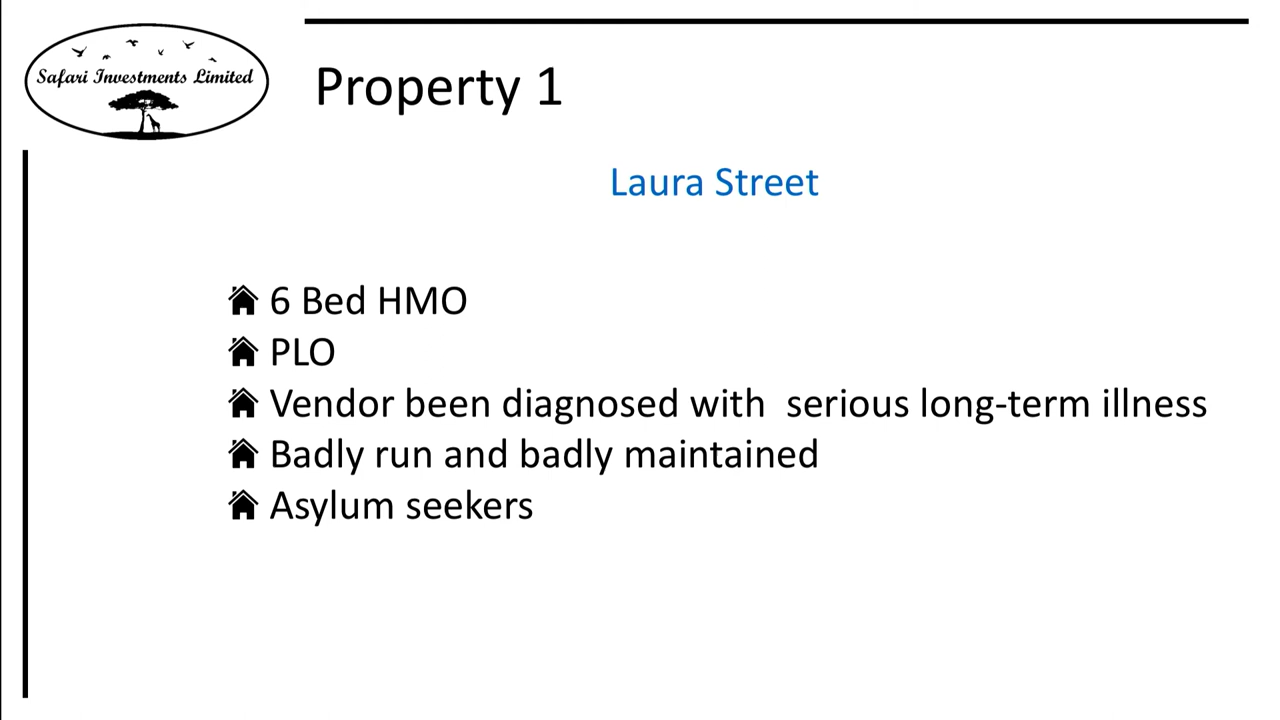 Safari Investments Limited
Property 1
Laura Street
6 Bed HMO
PLO
Vendor been diagnosed with  serious long-term illness
Badly run and badly maintained
Asylum seekers